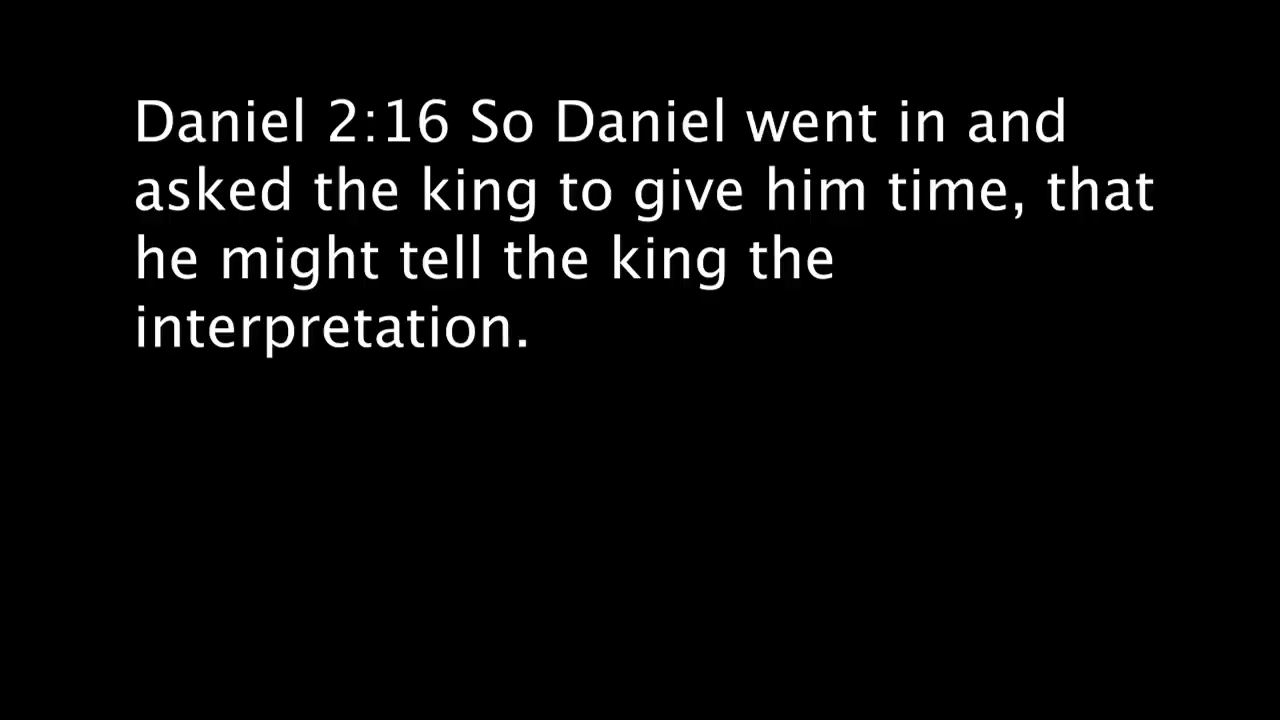 Daniel 2:16 So Daniel went in and
asked the king to give him time, that
he might tell the king the
interpretation.